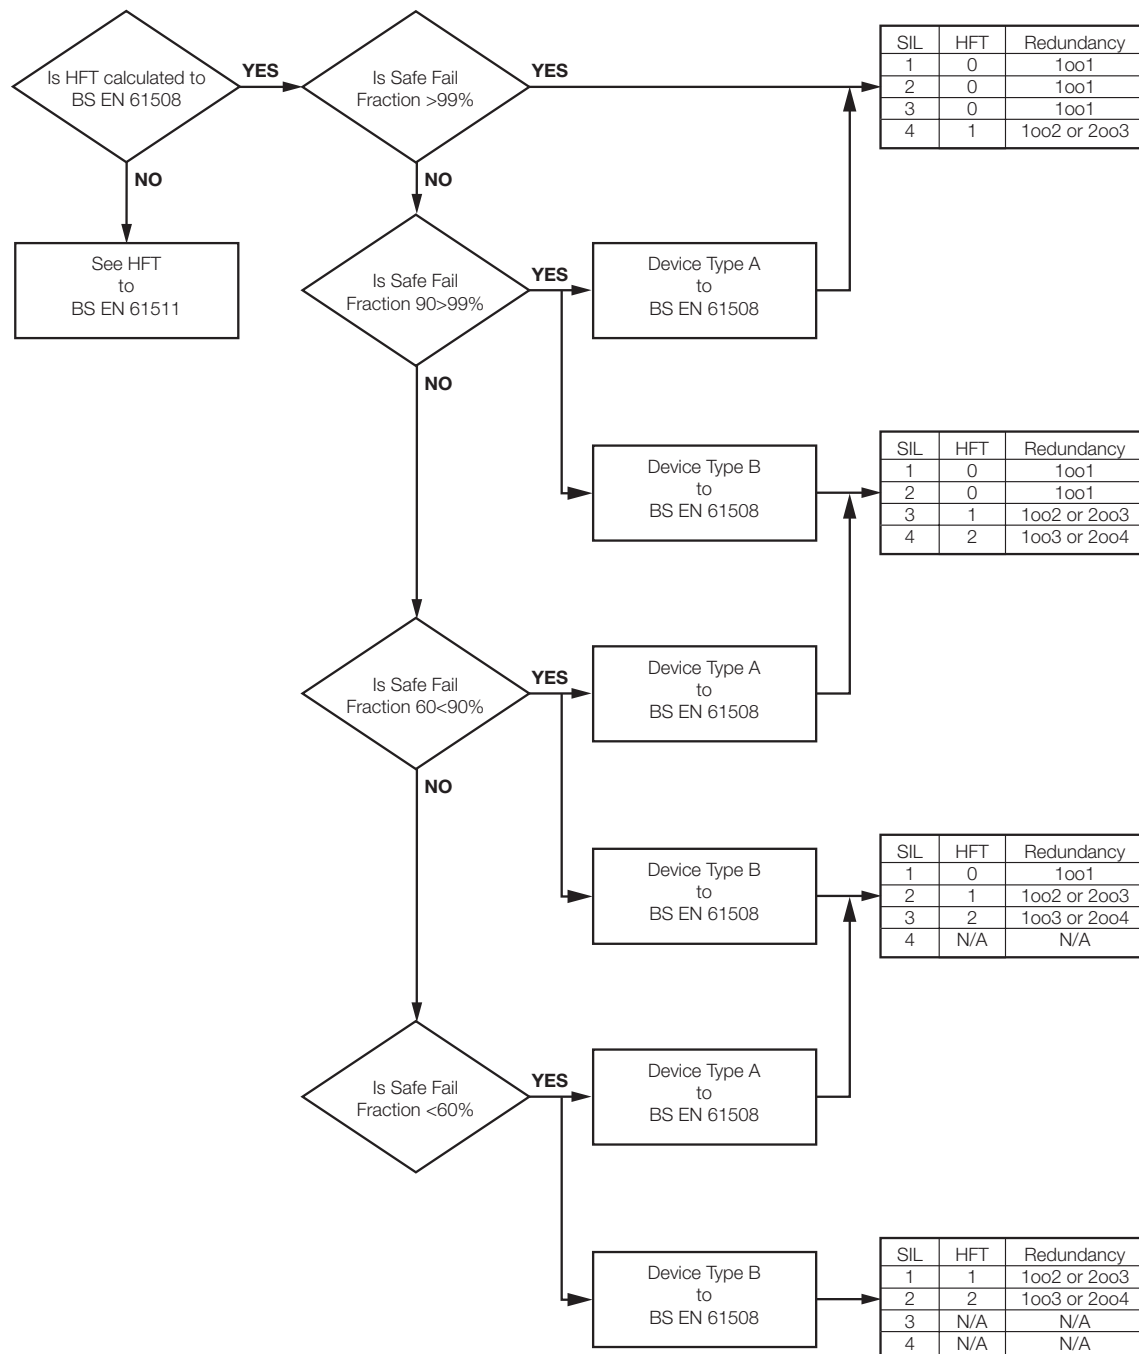 Is HFT calculated to
BS EN 61508
YES
Is Safe Fail
Fraction >99%
YES
SIL HFT Redundancy
1 0 1oo1
2 0 1oo1
3 0 1oo1
4 1 1oo2 or 2oo3
NO
NO
See HFT
to
BS EN 61511
Is Safe Fail
Fraction 90>99%
YES
Device Type A
to
BS EN 61508
NO
Device Type B
to
BS EN 61508
SIL HFT Redundancy
1 0 1oo1
2 0 1oo1
3 1 1oo2 or 2oo3
4 2 1oo3 or 2oo4
Is Safe Fail
Fraction 60<90%
YES
Device Type A
to
BS EN 61508
NO
Device Type B
to
BS EN 61508
SIL HFT Redundancy
1 0 1oo1
2 1 1oo2 or 2oo3
3 2 1oo3 or 2oo4
4 N/A N/A
Is Safe Fail
Fraction <60%
YES
Device Type A
to
BS EN 61508
Device Type B
to
BS EN 61508
SIL HFT Redundancy
1 1 1oo2 or 2oo3
2 2 1oo3 or 2oo4
3 N/A N/A
4 N/A N/A